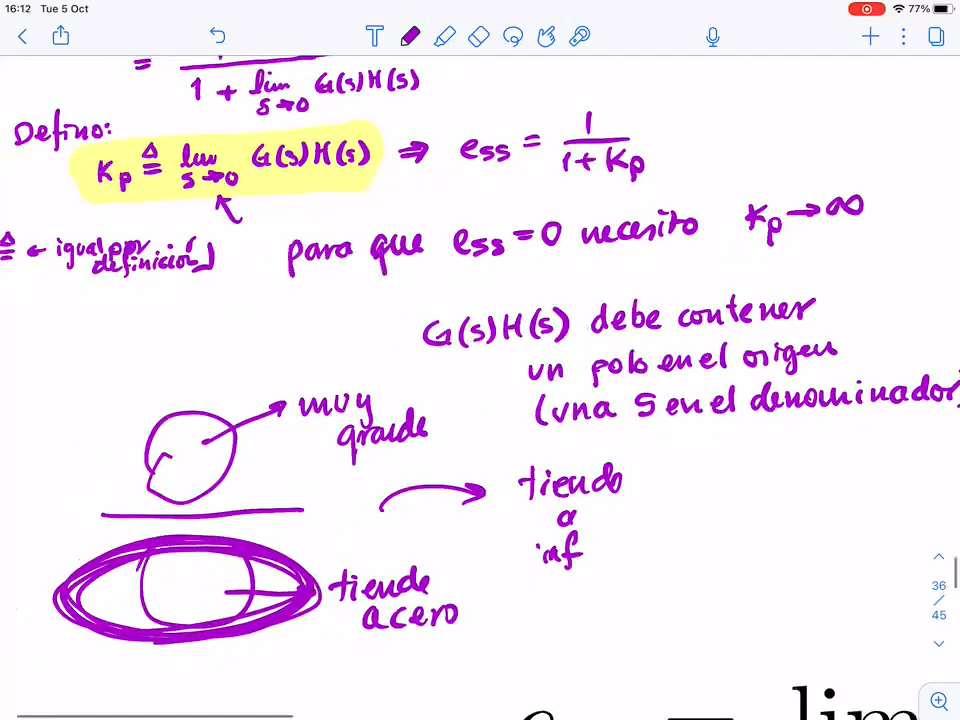 16:12 Tue 5 Oct 77%
=
1 + lim G(s)H(s)
s→0
Defino:
Kp ≜ lim G(s)H(s) ⇒ ess = 1
s→0 1 + Kp
≜ ← igual por
definición)
para que ess = 0 necesito Kp → ∞
G(s)H(s) debe contener
un polo en el origen
(una s en el denominador)
muy
grande
tiendo
a
inf
tiende
a cero
36
/
45
= lim